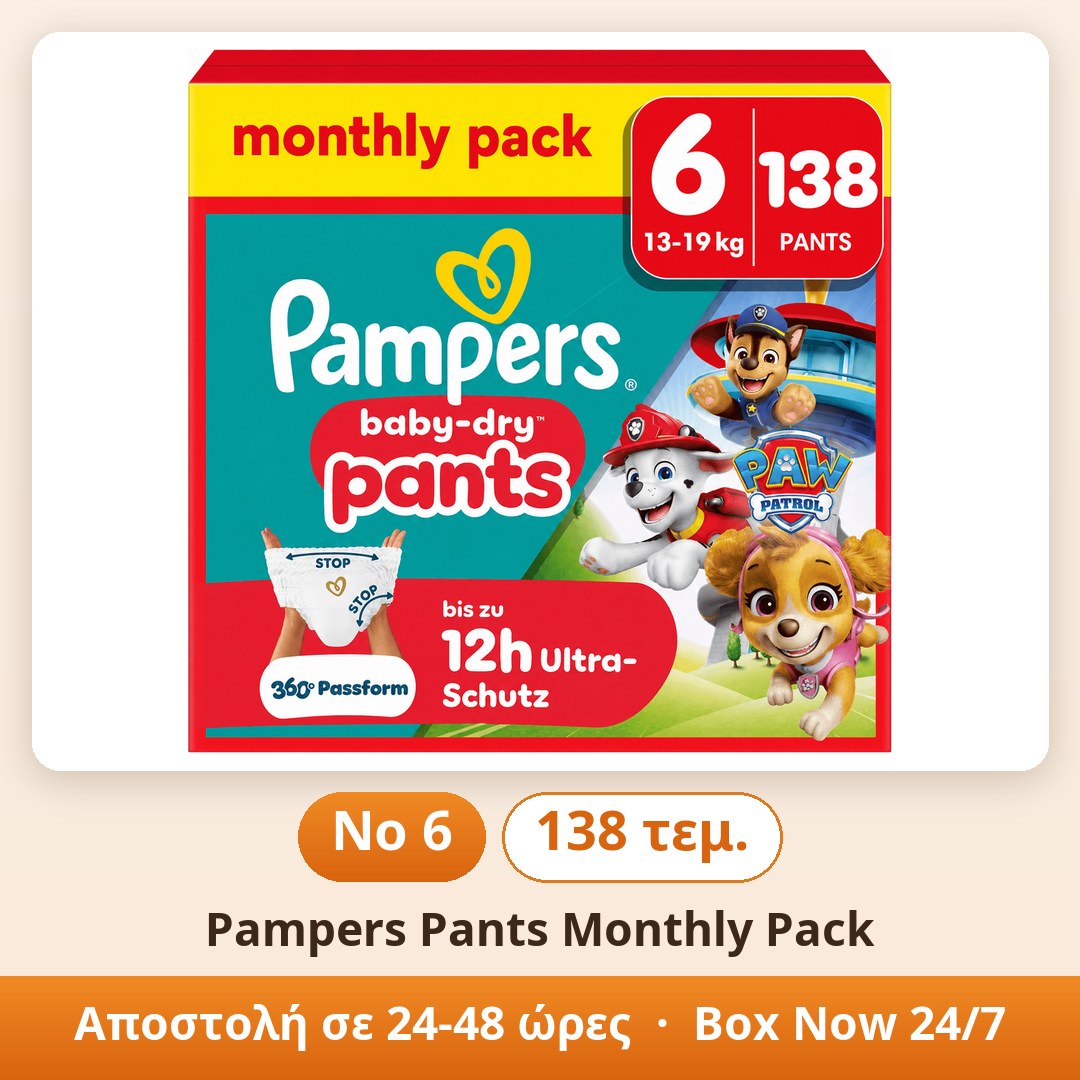 monthly pack
6
13-19 kg
138
PANTS
Pampers®
baby-dry™
pants
PAW
PATROL
STOP
STOP
360° Passform
bis zu
12h Ultra-
Schutz
No 6
138 τεμ.
Pampers Pants Monthly Pack
Αποστολή σε 24-48 ώρες · Box Now 24/7